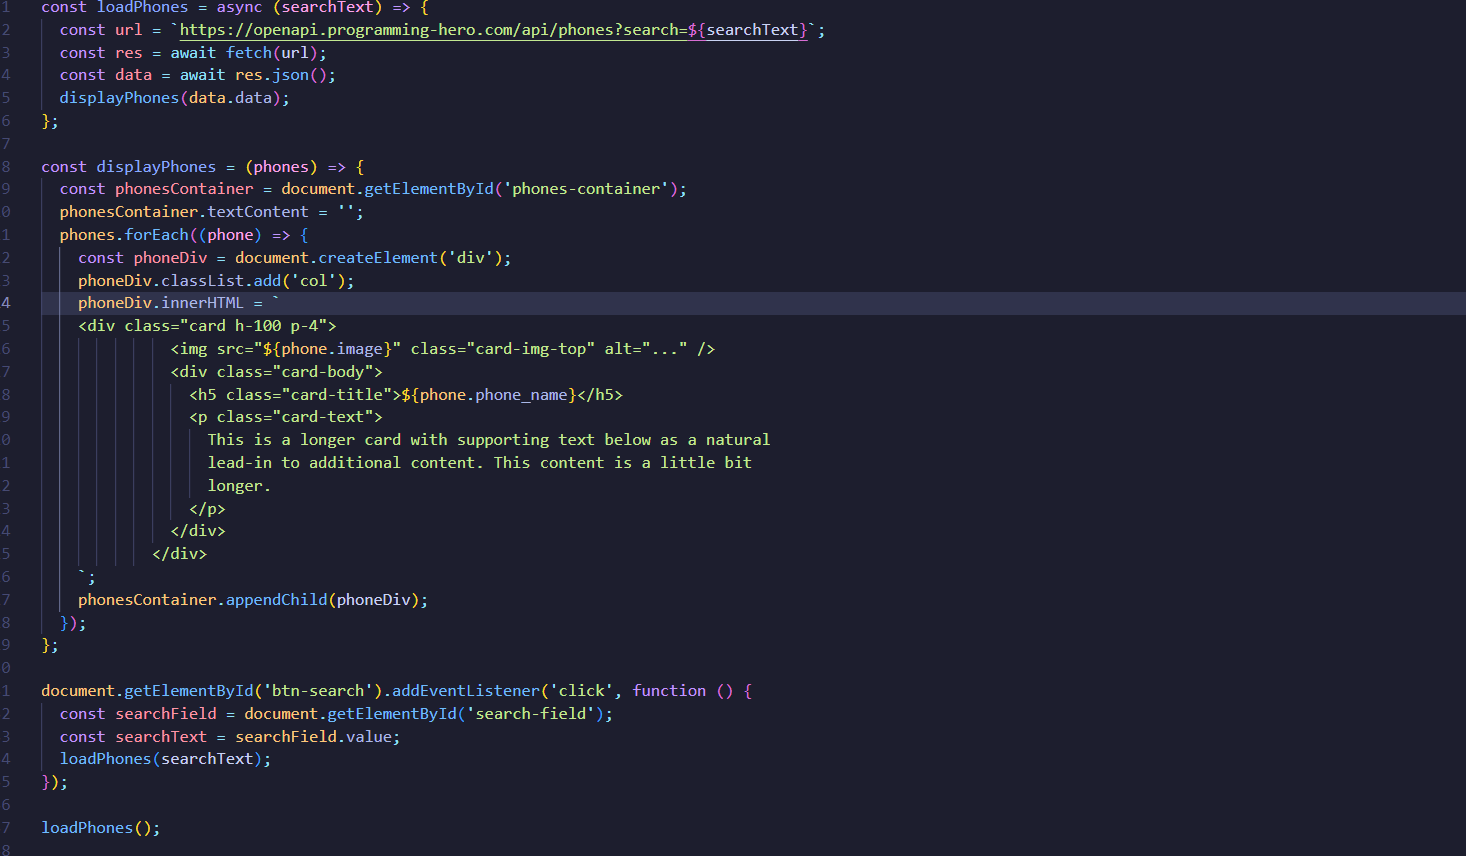 1 const loadPhones = async (searchText) => {
2 const url = `https://openapi.programming-hero.com/api/phones?search=${searchText}`;
3 const res = await fetch(url);
4 const data = await res.json();
5 displayPhones(data.data);
6 };
7
8 const displayPhones = (phones) => {
9 const phonesContainer = document.getElementById('phones-container');
0 phonesContainer.textContent = '';
1 phones.forEach((phone) => {
2 const phoneDiv = document.createElement('div');
3 phoneDiv.classList.add('col');
4 phoneDiv.innerHTML = `
5 <div class="card h-100 p-4">
6 <img src="${phone.image}" class="card-img-top" alt="..." />
7 <div class="card-body">
8 <h5 class="card-title">${phone.phone_name}</h5>
9 <p class="card-text">
0 This is a longer card with supporting text below as a natural
1 lead-in to additional content. This content is a little bit
2 longer.
3 </p>
4 </div>
5 </div>
6 `;
7 phonesContainer.appendChild(phoneDiv);
8 });
9 };
0
1 document.getElementById('btn-search').addEventListener('click', function () {
2 const searchField = document.getElementById('search-field');
3 const searchText = searchField.value;
4 loadPhones(searchText);
5 });
6
7 loadPhones();
8